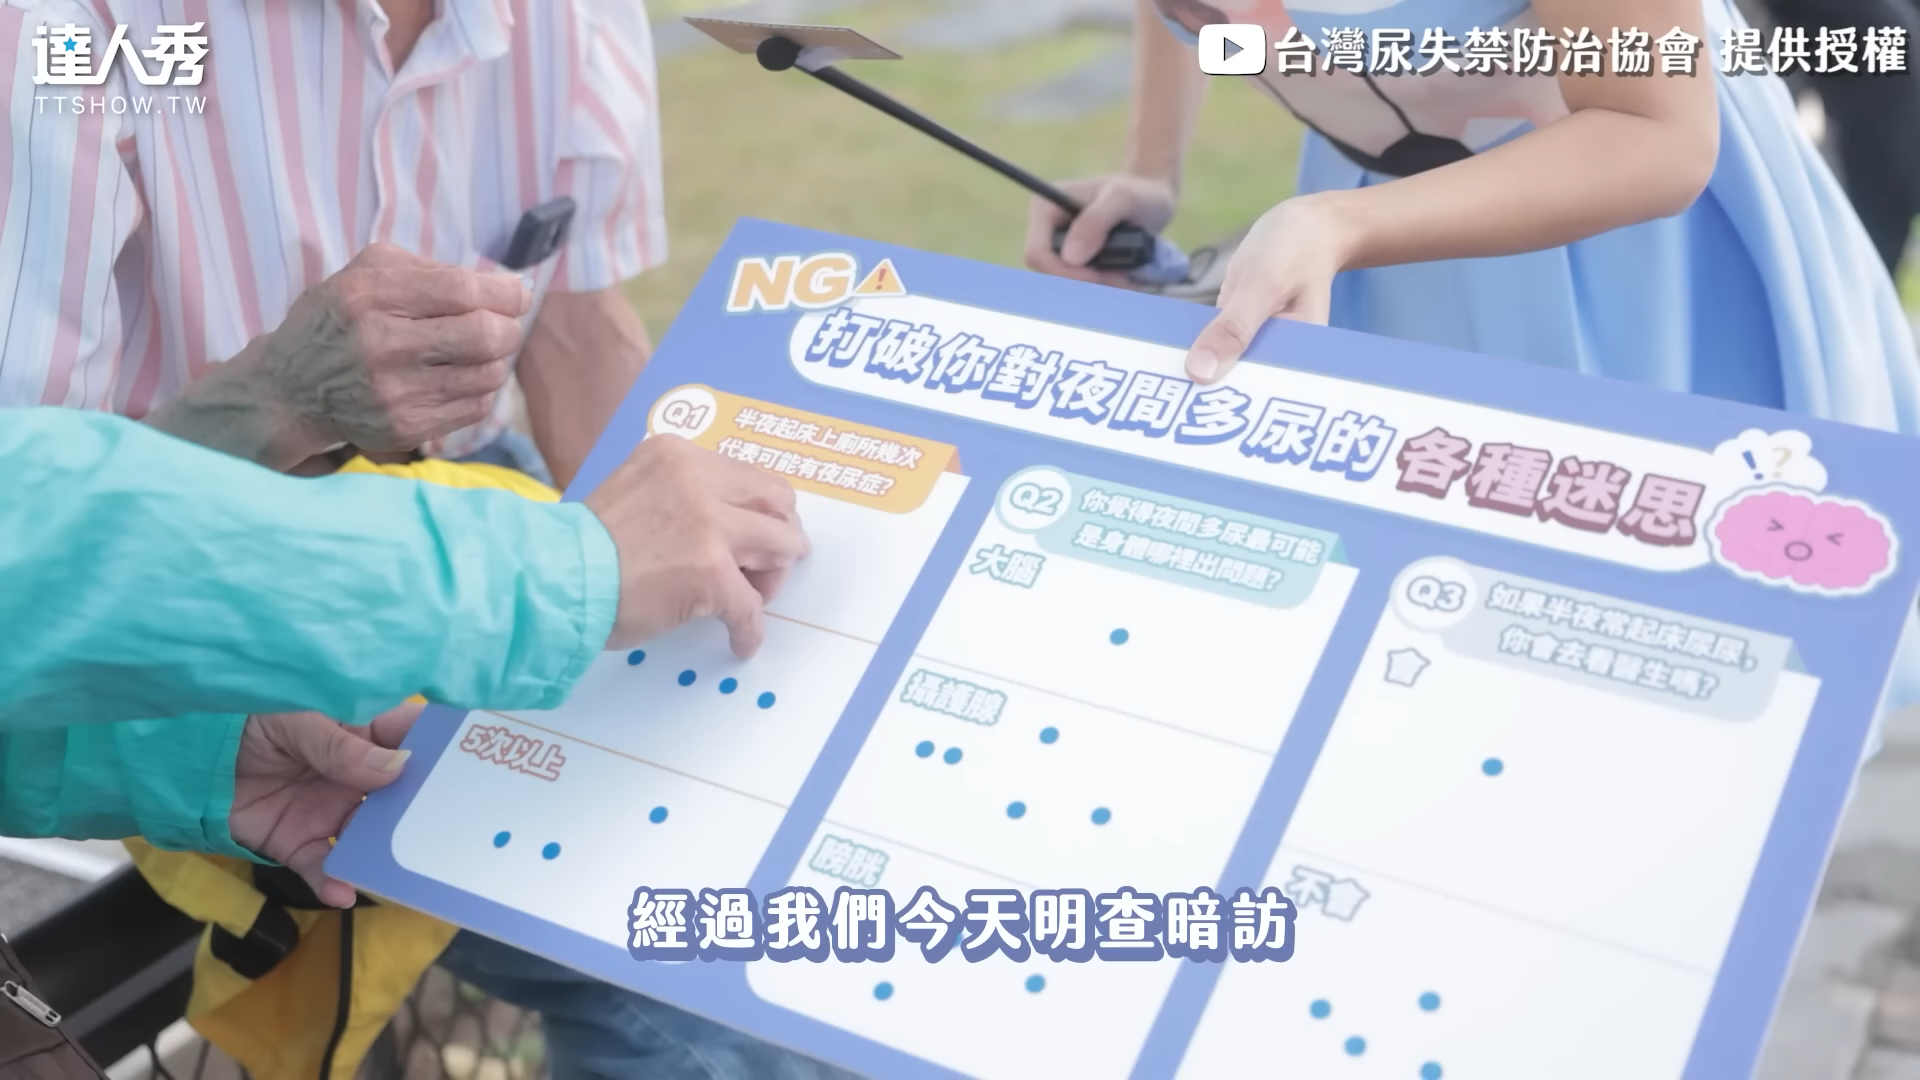 達人秀
TTSHOW.TW
台灣尿失禁防治協會 提供授權
NG
打破你對夜間多尿的各種迷思
Q1
半夜起床上廁所幾次
代表可能有夜尿症?
5次以上
Q2
你覺得夜間多尿最可能
是身體哪裡出問題?
大腦
攝護腺
膀胱
Q3
如果半夜常起床尿尿,
你會去看醫生嗎?
會
不會
!?
經過我們今天明查暗訪